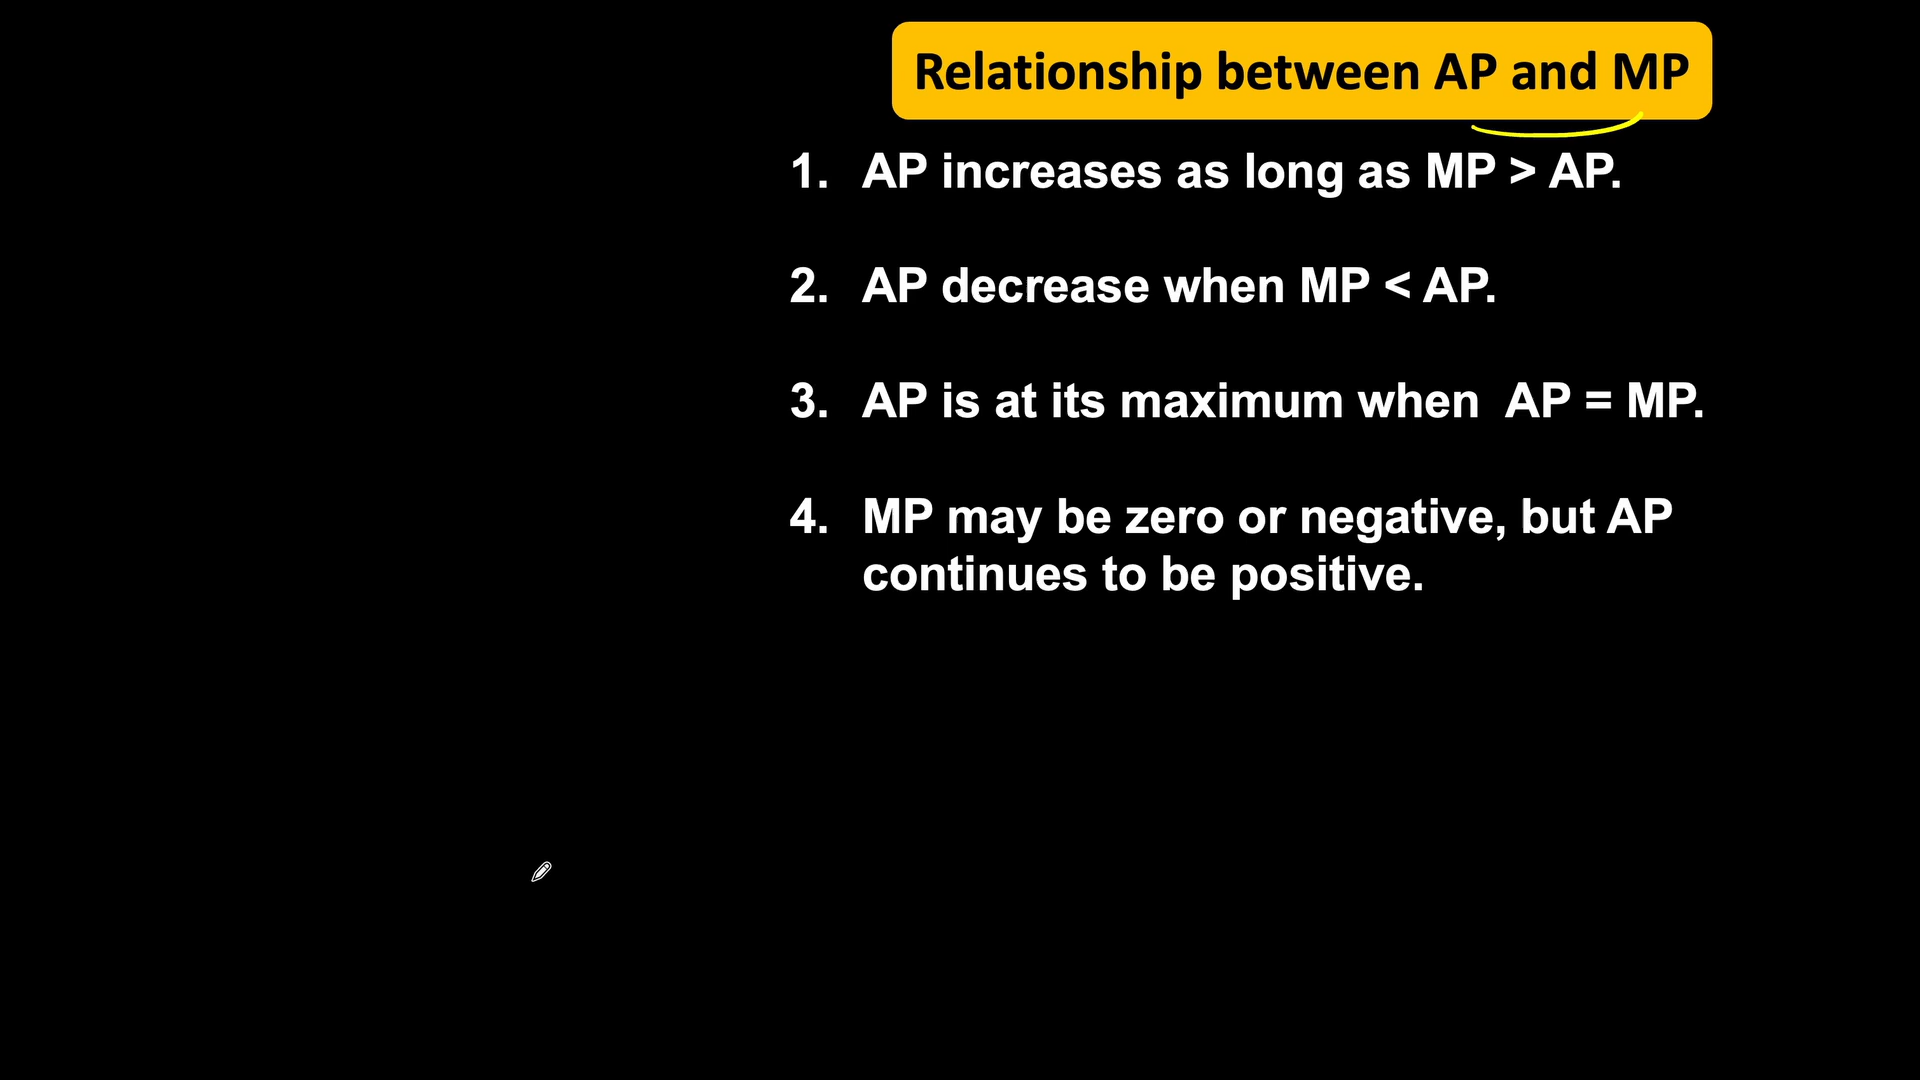 Relationship between AP and MP
1. AP increases as long as MP > AP.
2. AP decrease when MP < AP.
3. AP is at its maximum when AP = MP.
4. MP may be zero or negative, but AP
continues to be positive.